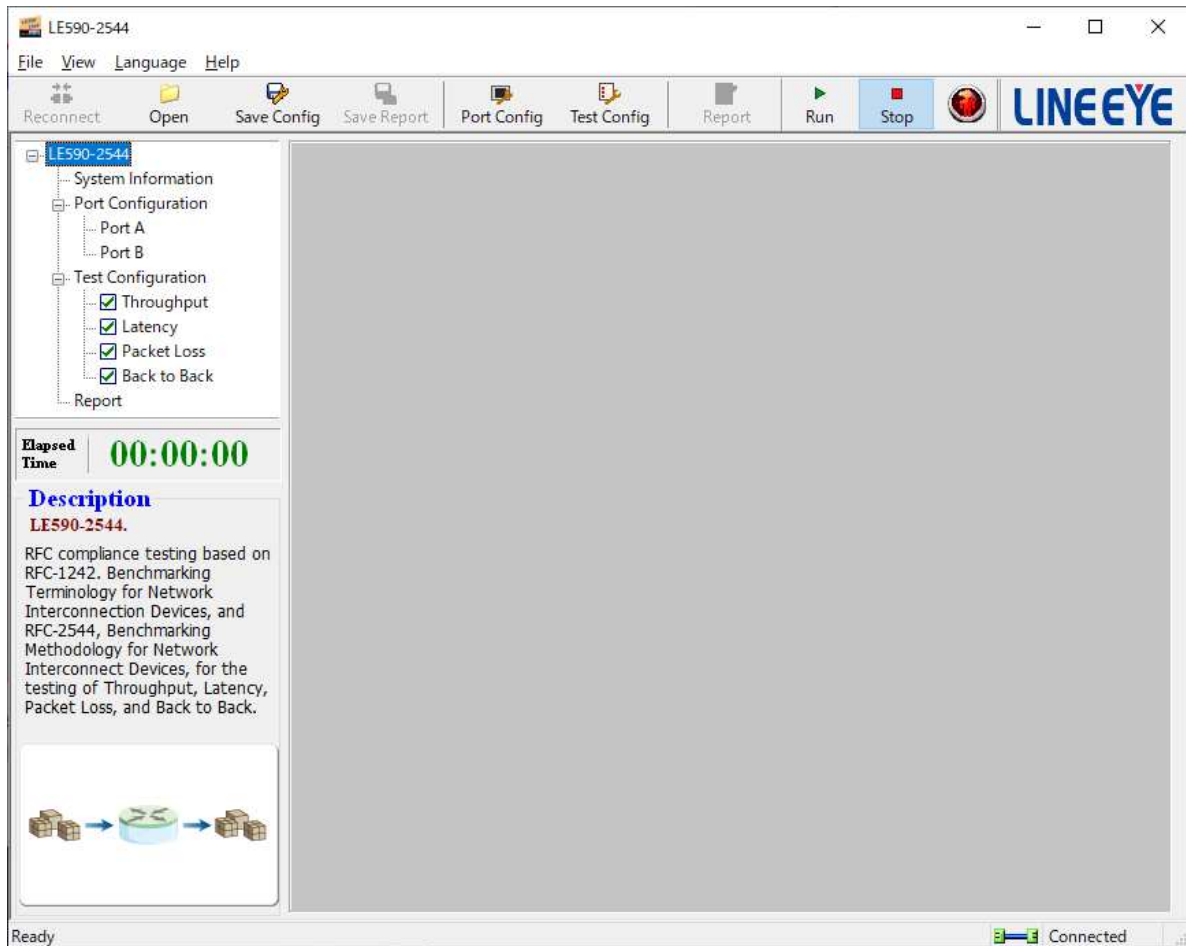 LE590-2544
File View Language Help
Reconnect Open Save Config Save Report Port Config Test Config Report Run Stop LINEEYE
LE590-2544
System Information
Port Configuration
Port A
Port B
Test Configuration
Throughput
Latency
Packet Loss
Back to Back
Report
Elapsed
Time
00:00:00
Description
LE590-2544.
RFC compliance testing based on
RFC-1242. Benchmarking
Terminology for Network
Interconnection Devices, and
RFC-2544, Benchmarking
Methodology for Network
Interconnect Devices, for the
testing of Throughput, Latency,
Packet Loss, and Back to Back.
Ready Connected